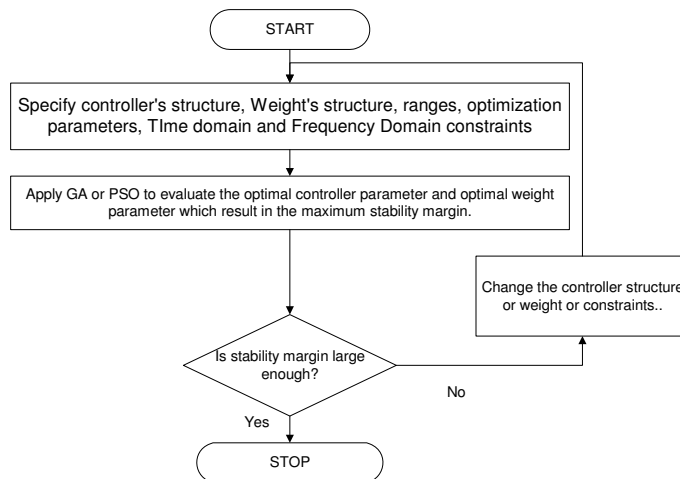 START
Specify controller's structure, Weight's structure, ranges, optimization
parameters, TIme domain and Frequency Domain constraints
Apply GA or PSO to evaluate the optimal controller parameter and optimal weight
parameter which result in the maximum stability margin.
Change the controller structure
or weight or constraints..
Is stability margin large
enough?
No
Yes
STOP